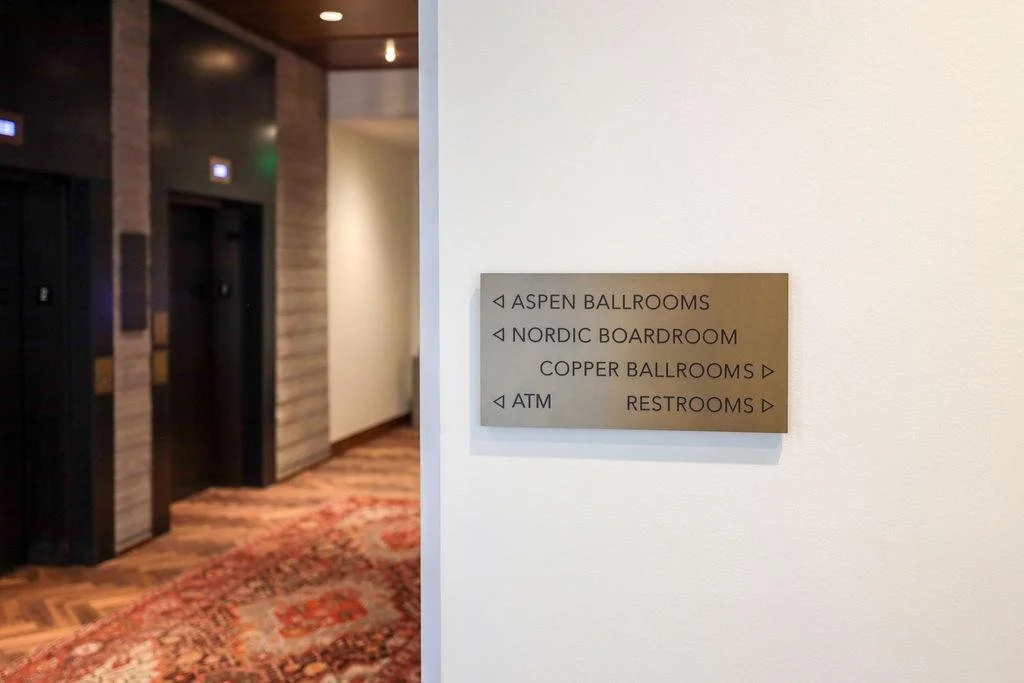 ◁ ASPEN BALLROOMS
◁ NORDIC BOARDROOM
COPPER BALLROOMS ▷
◁ ATM RESTROOMS ▷